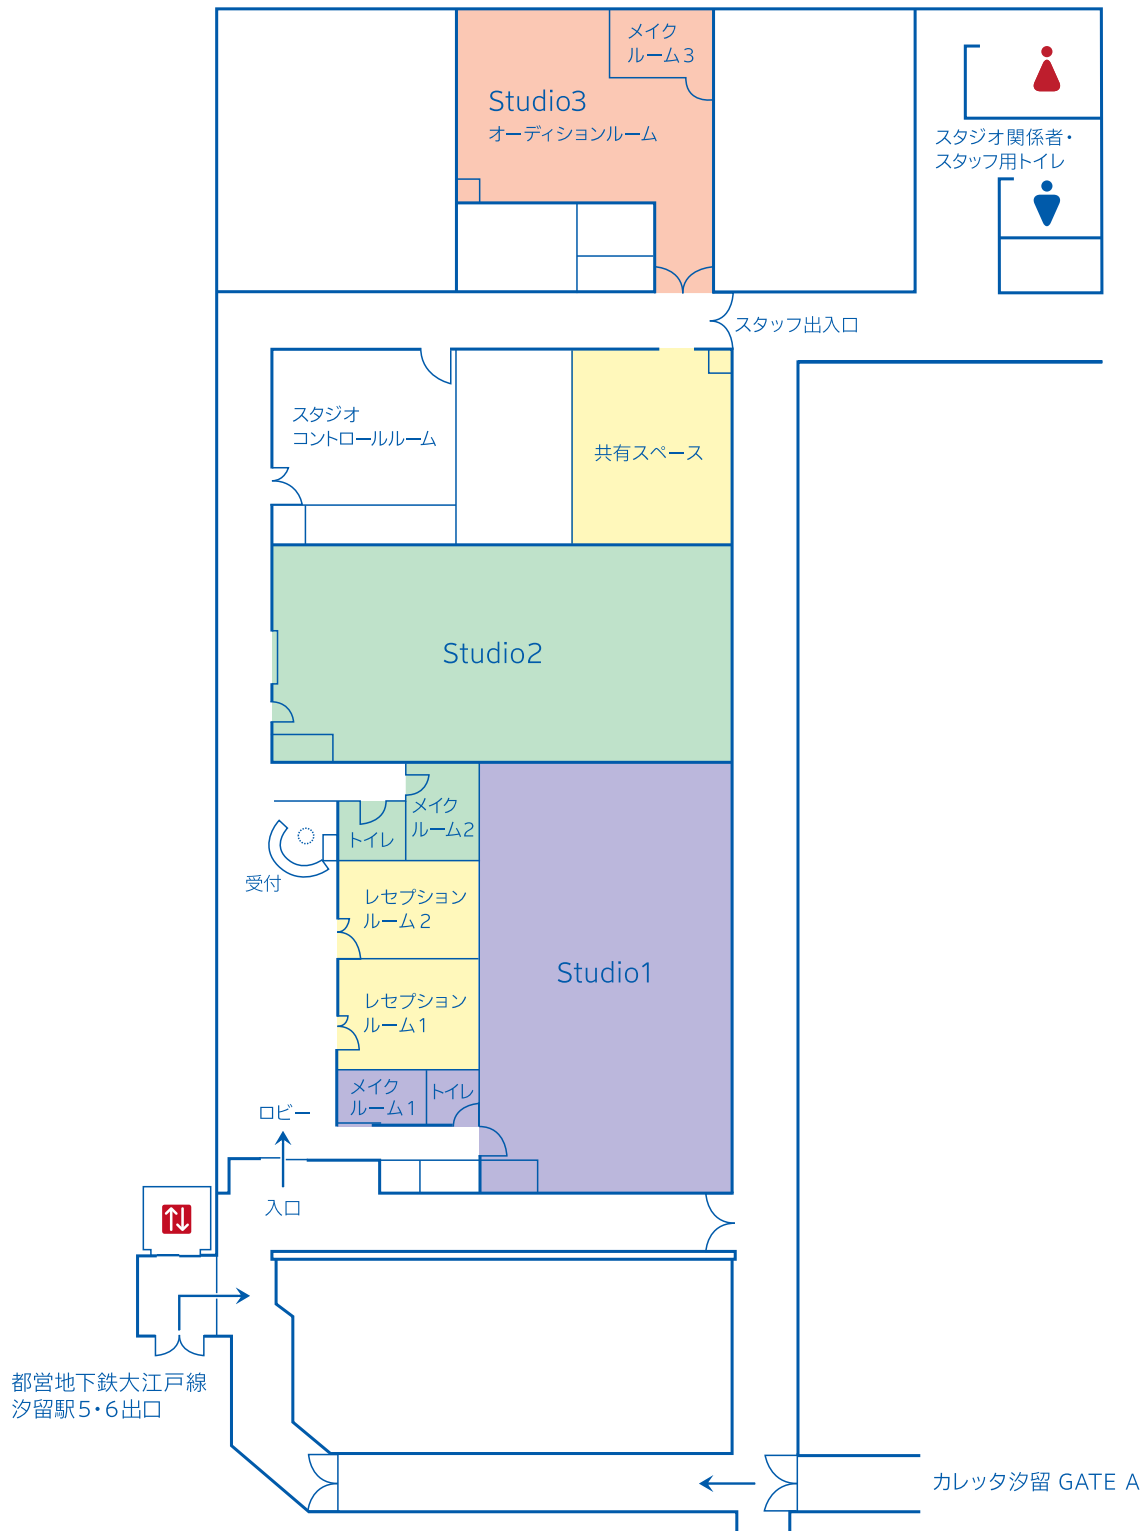 メイク
ルーム3
Studio3
オーディションルーム
スタジオ関係者・
スタッフ用トイレ
スタッフ出入口
スタジオ
コントロールルーム
共有スペース
Studio2
メイク
ルーム2
トイレ
受付
レセプション
ルーム2
Studio1
レセプション
ルーム1
メイク
ルーム1
トイレ
ロビー
入口
都営地下鉄大江戸線
汐留駅5・6出口
カレッタ汐留 GATE A